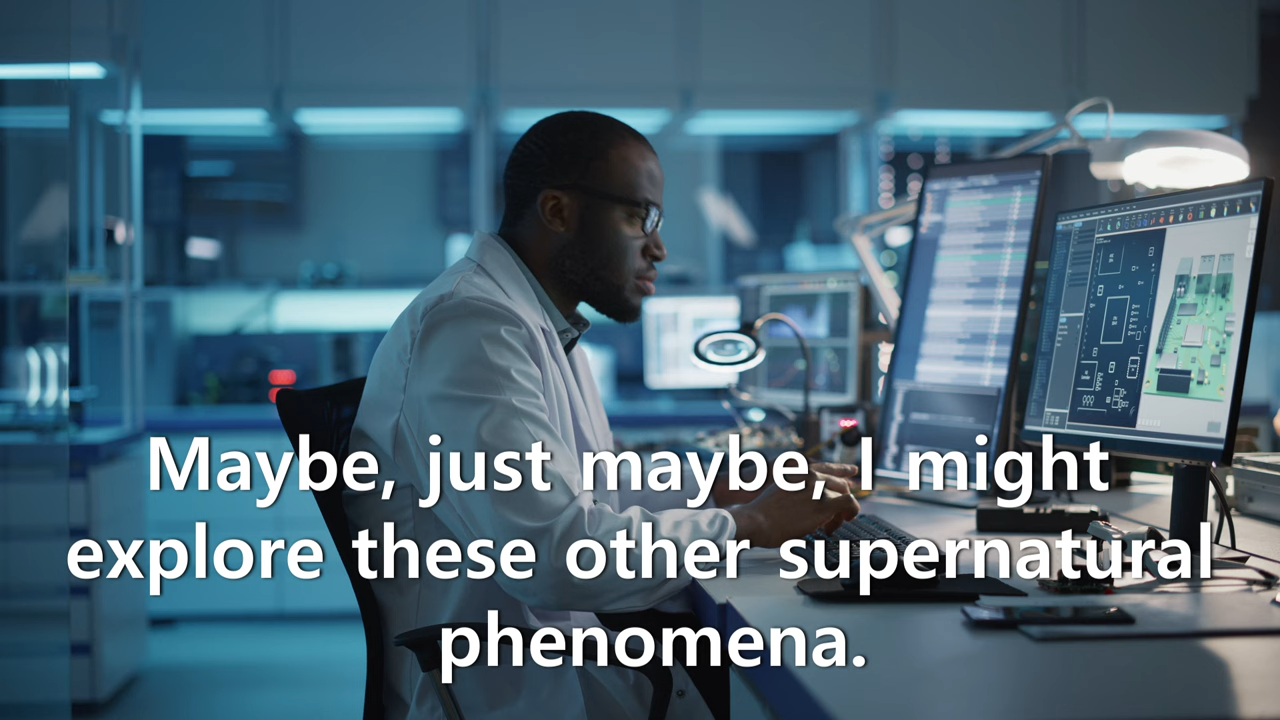 Maybe, just maybe, I might
explore these other supernatural
phenomena.